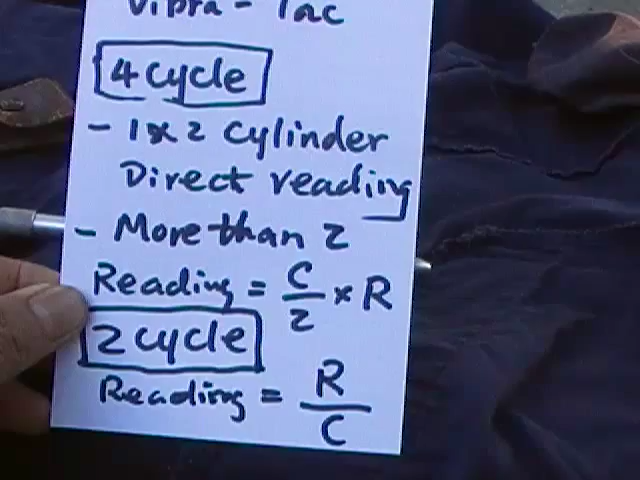 Vibra - Tac
4 cycle
- 1 x 2 cylinder
Direct reading
- More than 2
Reading = C/2 x R
2 cycle
Reading = R/C